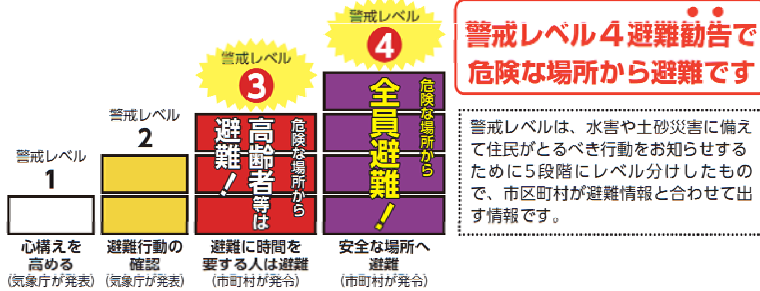 警戒レベル
1
心構えを
高める
(気象庁が発表)
警戒レベル
2
避難行動の
確認
(気象庁が発表)
警戒レベル
3
危険な場所から
高齢者等は
避難!
避難に時間を
要する人は避難
(市町村が発令)
警戒レベル
4
危険な場所から
全員避難!
安全な場所へ
避難
(市町村が発令)
警戒レベル4避難勧告で
危険な場所から避難です
警戒レベルは、水害や土砂災害に備え
て住民がとるべき行動をお知らせする
ために5段階にレベル分けしたもの
で、市区町村が避難情報と合わせて出
す情報です。